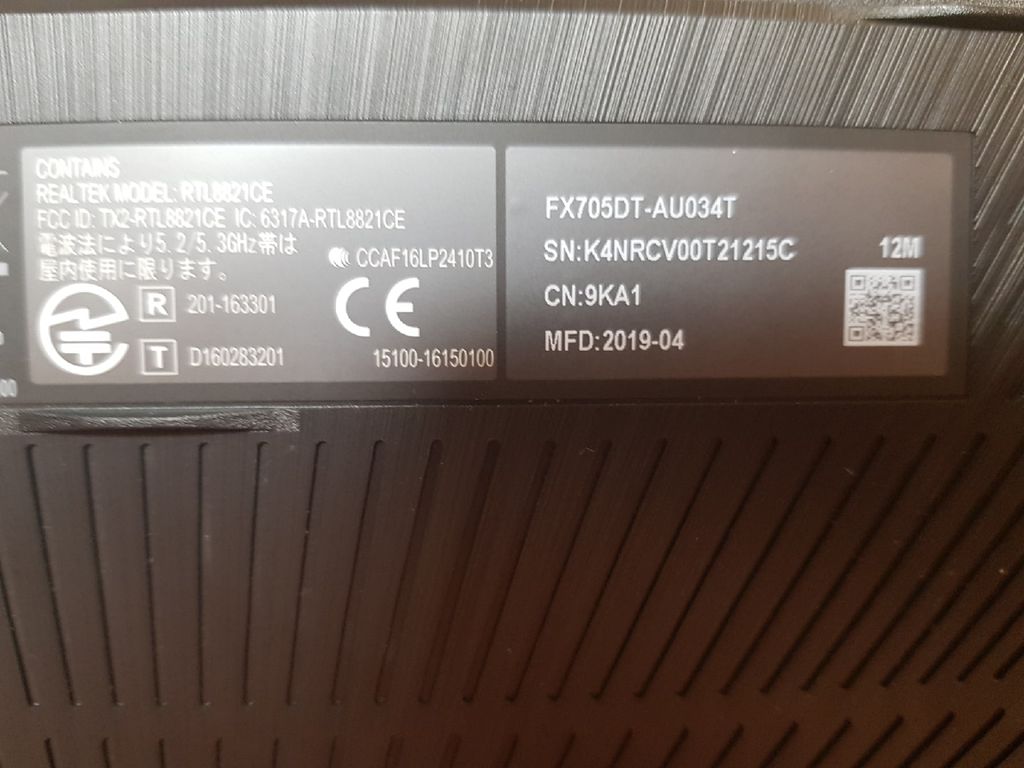 CONTAINS
REALTEK MODEL: RTL8821CE
FCC ID: TX2-RTL8821CE IC: 6317A-RTL8821CE
電波法により5.2/5.3GHz帯は
屋内使用に限ります。
CCAF16LP2410T3
R 201-163301
CE
T D160283201
15100-16150100
FX705DT-AU034T
SN:K4NRCV00T21215C
12M
CN:9KA1
MFD:2019-04
00